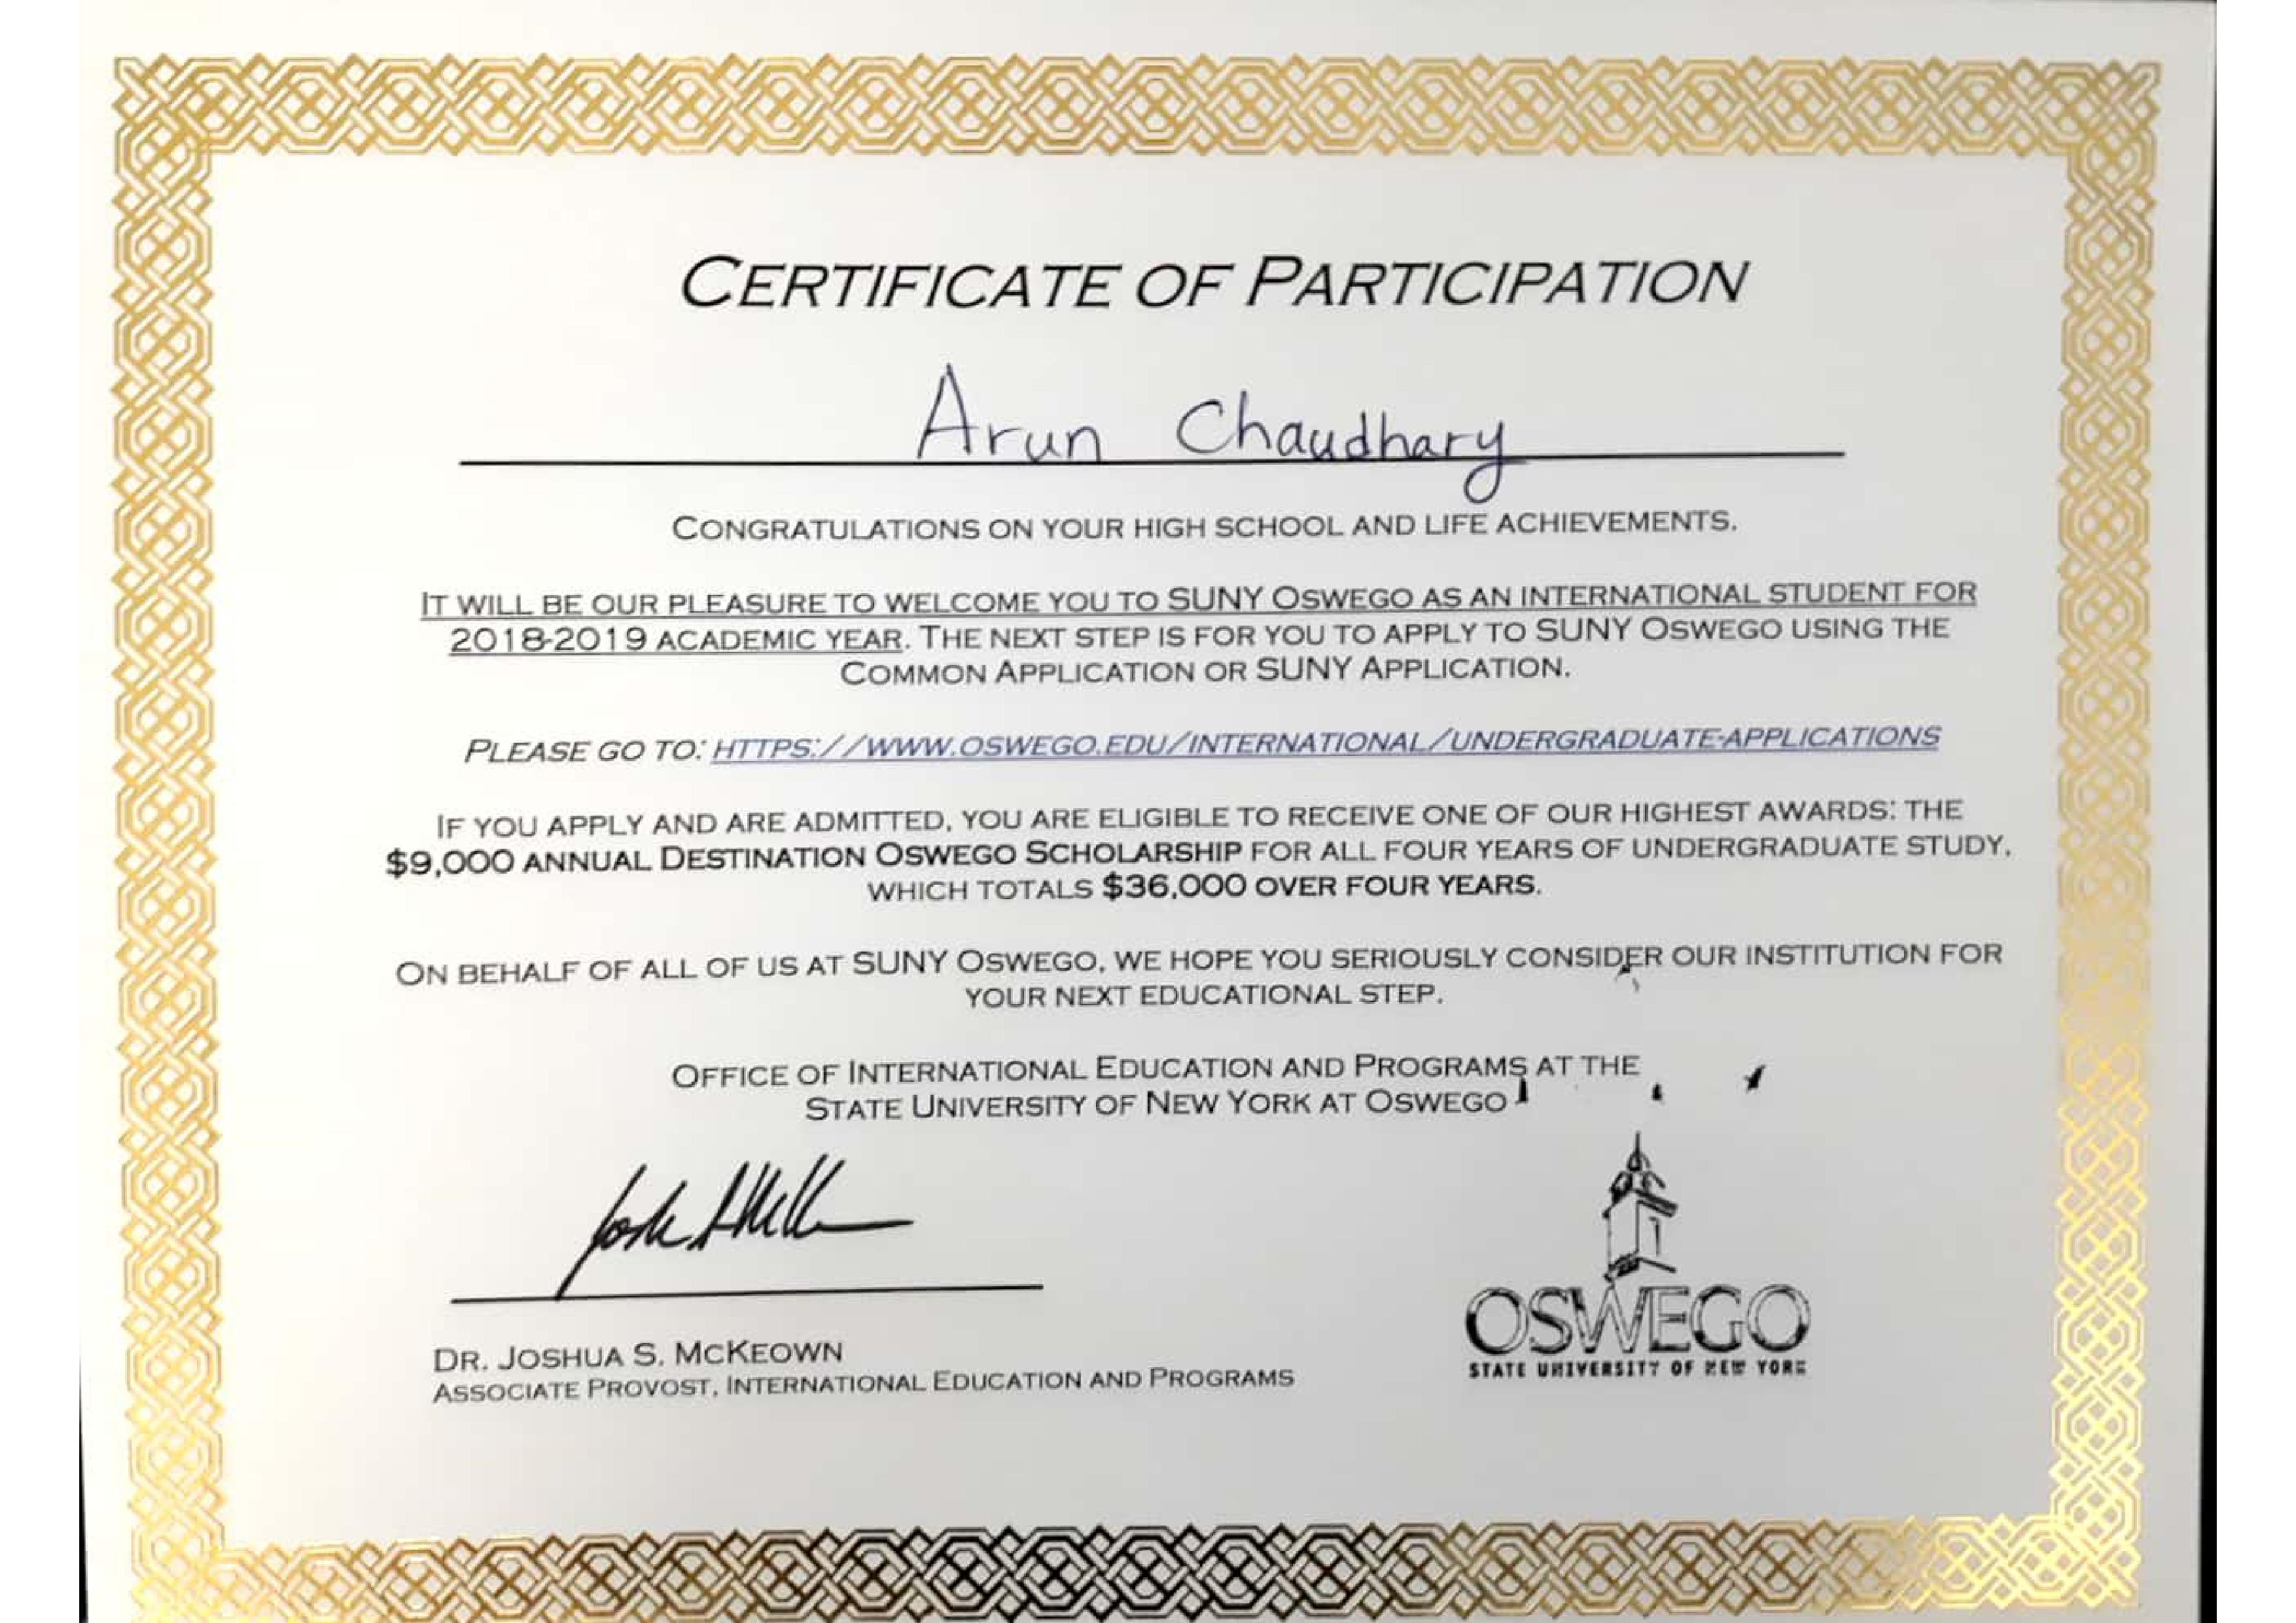 CERTIFICATE OF PARTICIPATION
Arun Chaudhary
CONGRATULATIONS ON YOUR HIGH SCHOOL AND LIFE ACHIEVEMENTS.
IT WILL BE OUR PLEASURE TO WELCOME YOU TO SUNY OSWEGO AS AN INTERNATIONAL STUDENT FOR
2018-2019 ACADEMIC YEAR. THE NEXT STEP IS FOR YOU TO APPLY TO SUNY OSWEGO USING THE
COMMON APPLICATION OR SUNY APPLICATION.
PLEASE GO TO: HTTPS://WWW.OSWEGO.EDU/INTERNATIONAL/UNDERGRADUATE-APPLICATIONS
IF YOU APPLY AND ARE ADMITTED, YOU ARE ELIGIBLE TO RECEIVE ONE OF OUR HIGHEST AWARDS: THE
$9,000 ANNUAL DESTINATION OSWEGO SCHOLARSHIP FOR ALL FOUR YEARS OF UNDERGRADUATE STUDY,
WHICH TOTALS $36,000 OVER FOUR YEARS.
ON BEHALF OF ALL OF US AT SUNY OSWEGO, WE HOPE YOU SERIOUSLY CONSIDER OUR INSTITUTION FOR
YOUR NEXT EDUCATIONAL STEP.
OFFICE OF INTERNATIONAL EDUCATION AND PROGRAMS AT THE
STATE UNIVERSITY OF NEW YORK AT OSWEGO
DR. JOSHUA S. MCKEOWN
ASSOCIATE PROVOST, INTERNATIONAL EDUCATION AND PROGRAMS
OSWEGO
STATE UNIVERSITY OF NEW YORK